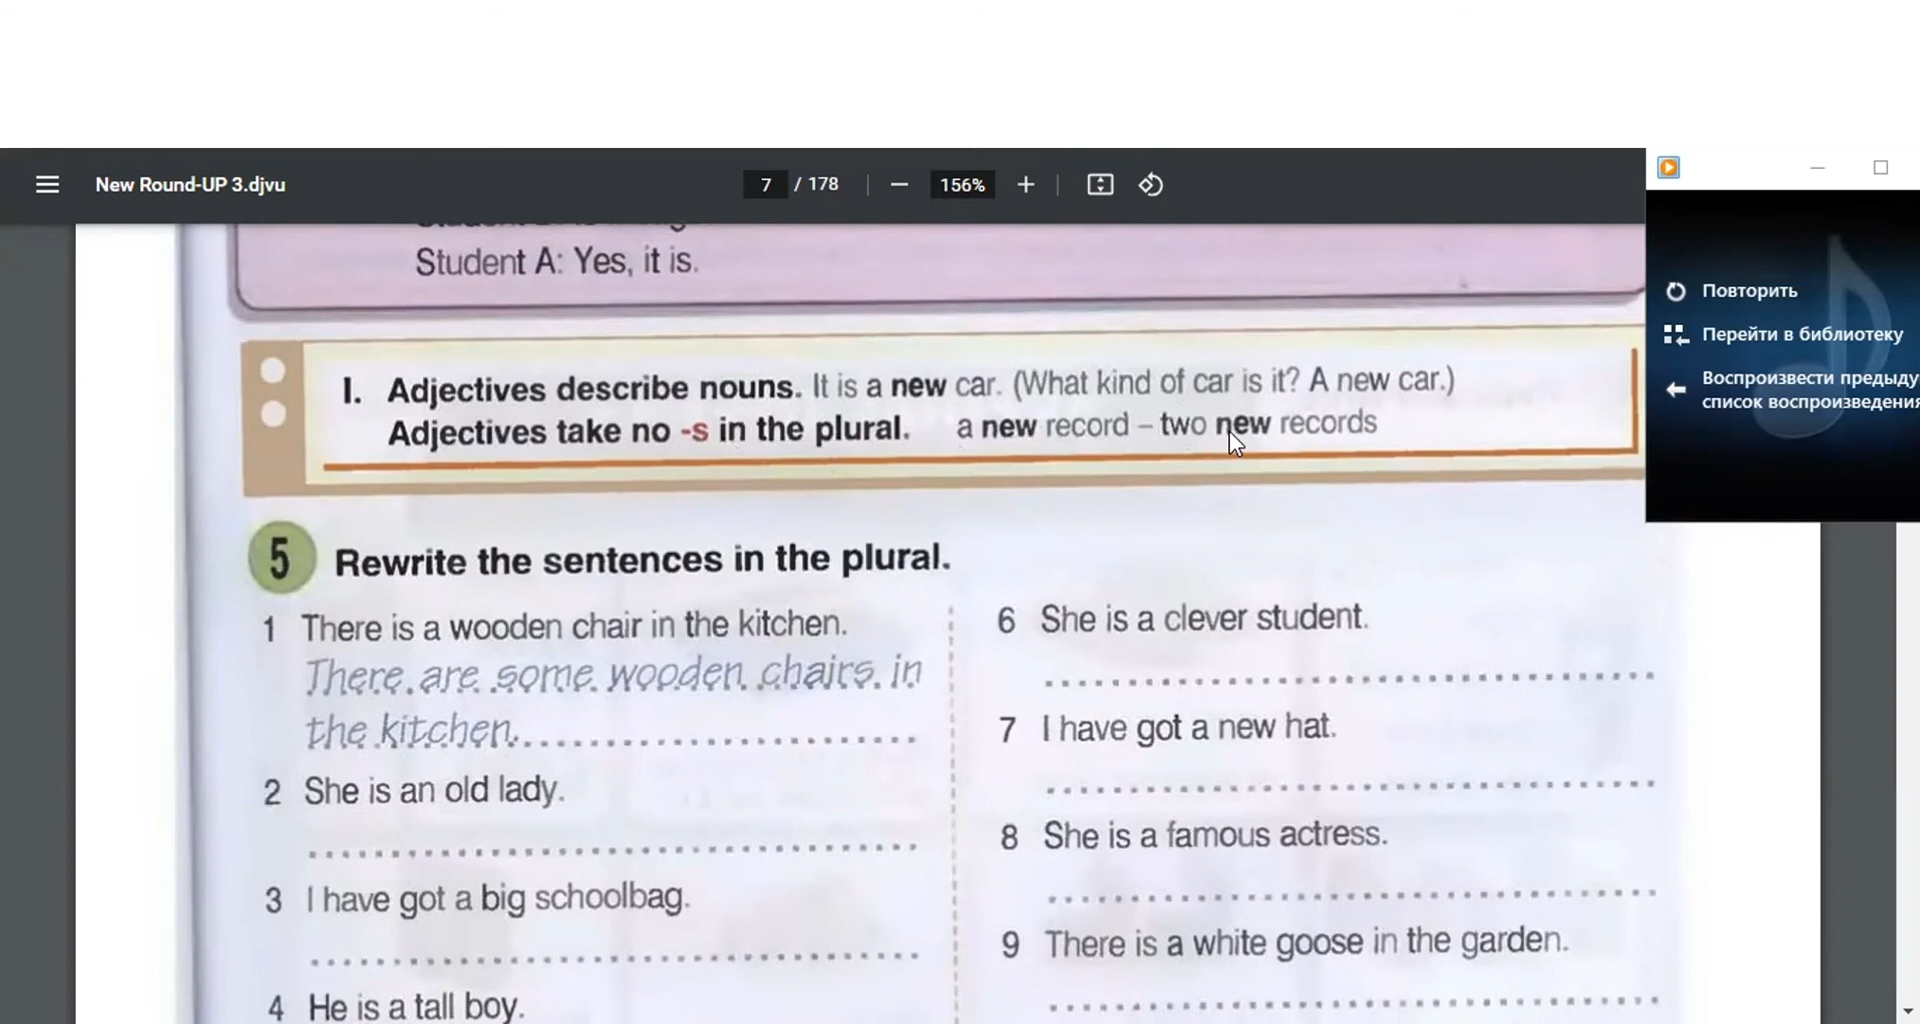 New Round-UP 3.djvu
7 / 178
156%
Student A: Yes, it is.
I. Adjectives describe nouns. It is a new car. (What kind of car is it? A new car.)
Adjectives take no -s in the plural. a new record – two new records
5 Rewrite the sentences in the plural.
1 There is a wooden chair in the kitchen.
There are some wooden chairs in
the kitchen.
2 She is an old lady.
3 I have got a big schoolbag.
4 He is a tall boy.
6 She is a clever student.
7 I have got a new hat.
8 She is a famous actress.
9 There is a white goose in the garden.
Повторить
Перейти в библиотеку
Воспроизвести преды­ду
список воспроизведения